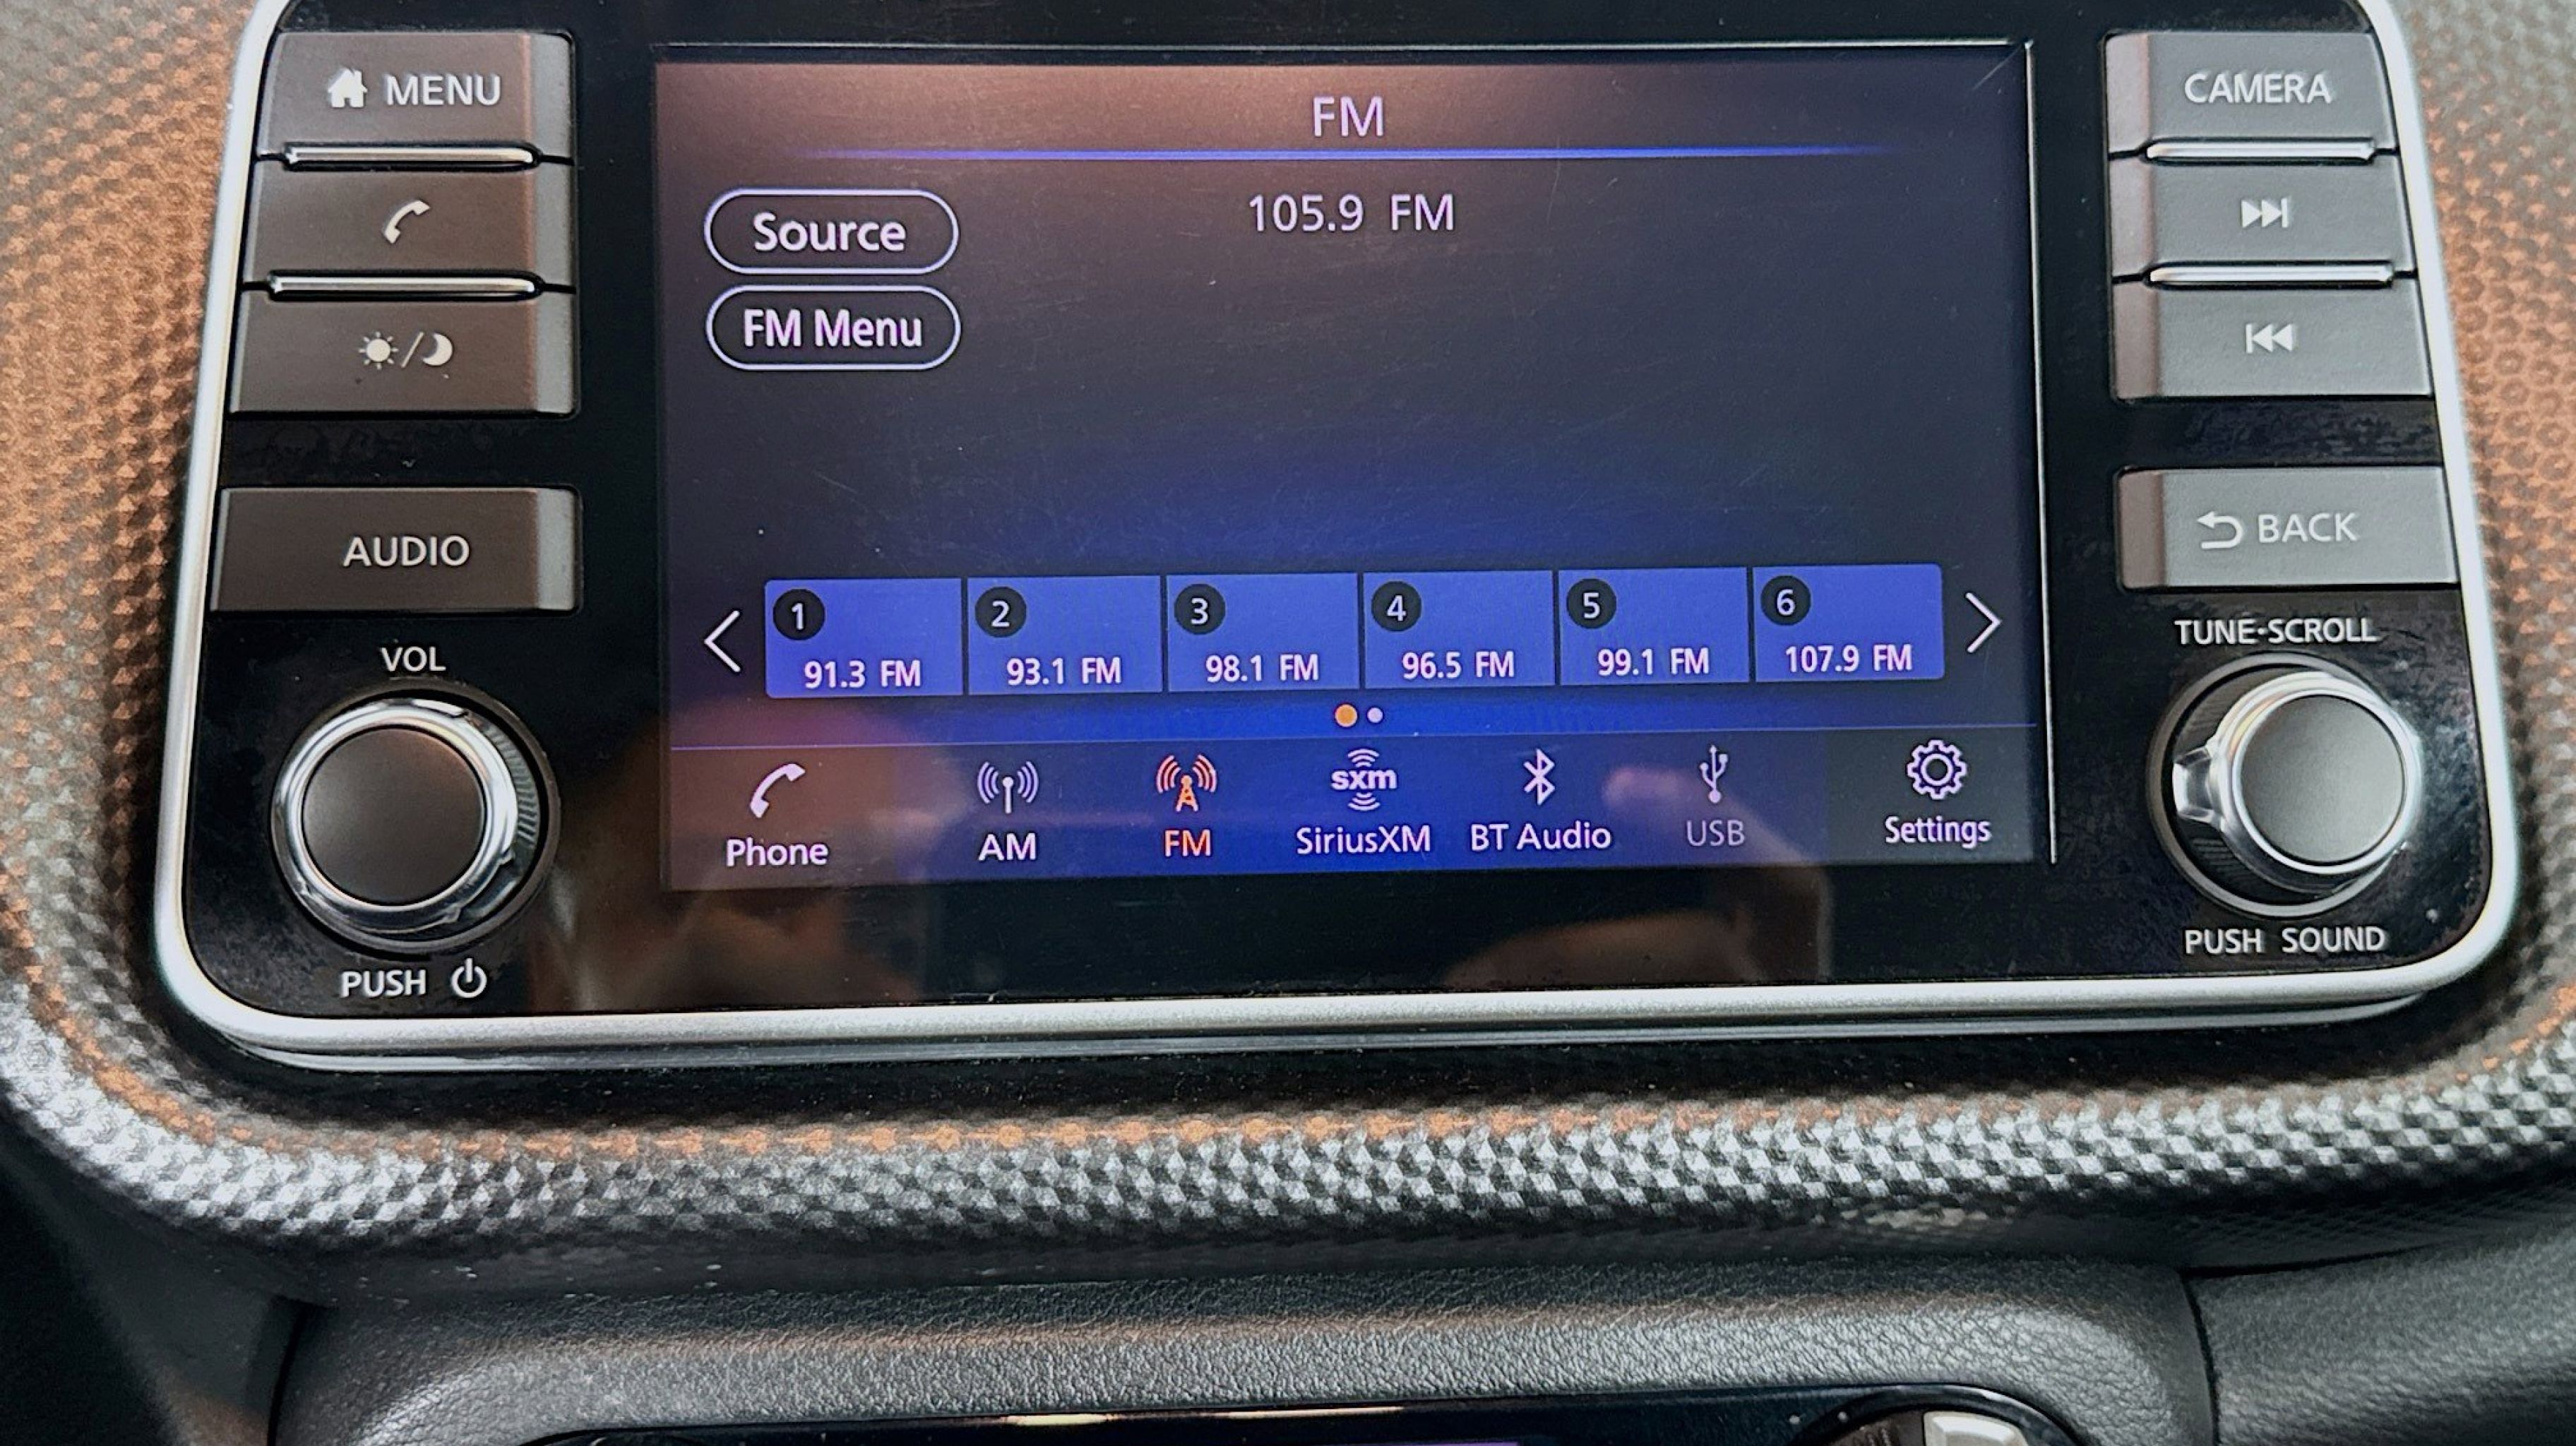 MENU
CAMERA
FM
105.9 FM
Source
FM Menu
AUDIO
BACK
1 2 3 4 5 6
91.3 FM 93.1 FM 98.1 FM 96.5 FM 99.1 FM 107.9 FM
VOL
TUNE•SCROLL
sxm
Phone AM FM SiriusXM BT Audio USB Settings
PUSH
PUSH SOUND